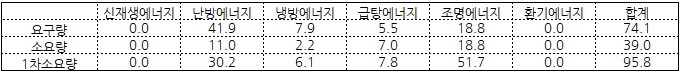 신재생에너지 난방에너지 냉방에너지 급탕에너지 조명에너지 환기에너지 합계
요구량 0.0 41.9 7.9 5.5 18.8 0.0 74.1
소요량 0.0 11.0 2.2 7.0 18.8 0.0 39.0
1차소요량 0.0 30.2 6.1 7.8 51.7 0.0 95.8